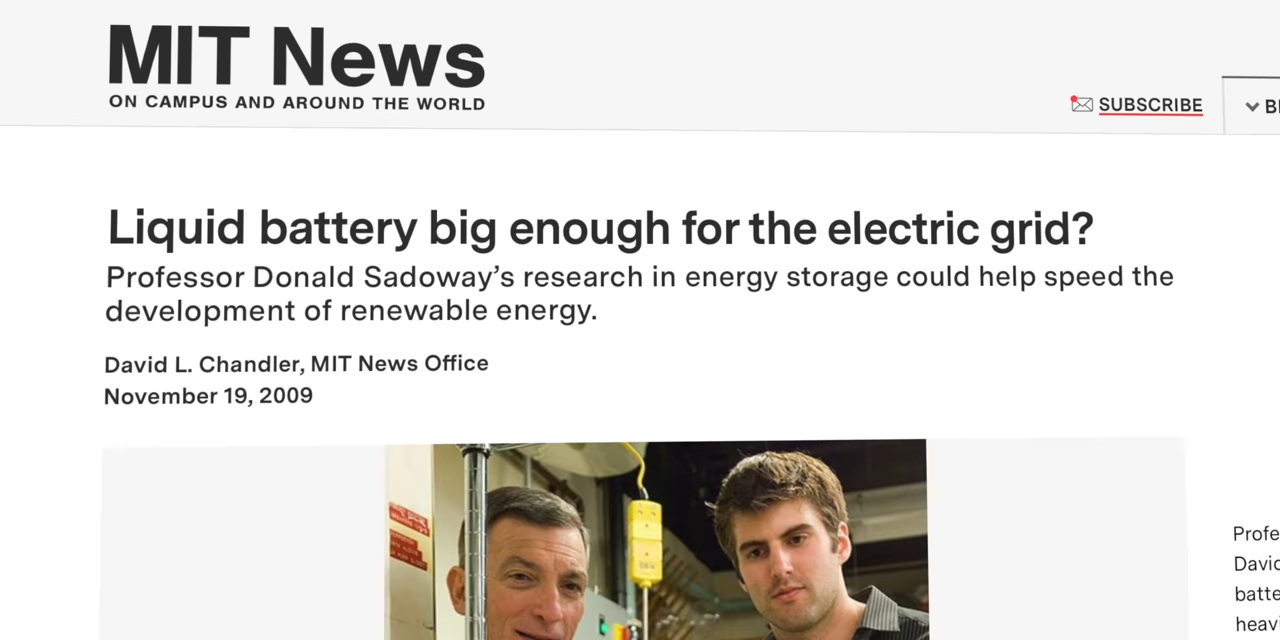 MIT News
ON CAMPUS AND AROUND THE WORLD
SUBSCRIBE
Liquid battery big enough for the electric grid?
Professor Donald Sadoway’s research in energy storage could help speed the
development of renewable energy.
David L. Chandler, MIT News Office
November 19, 2009